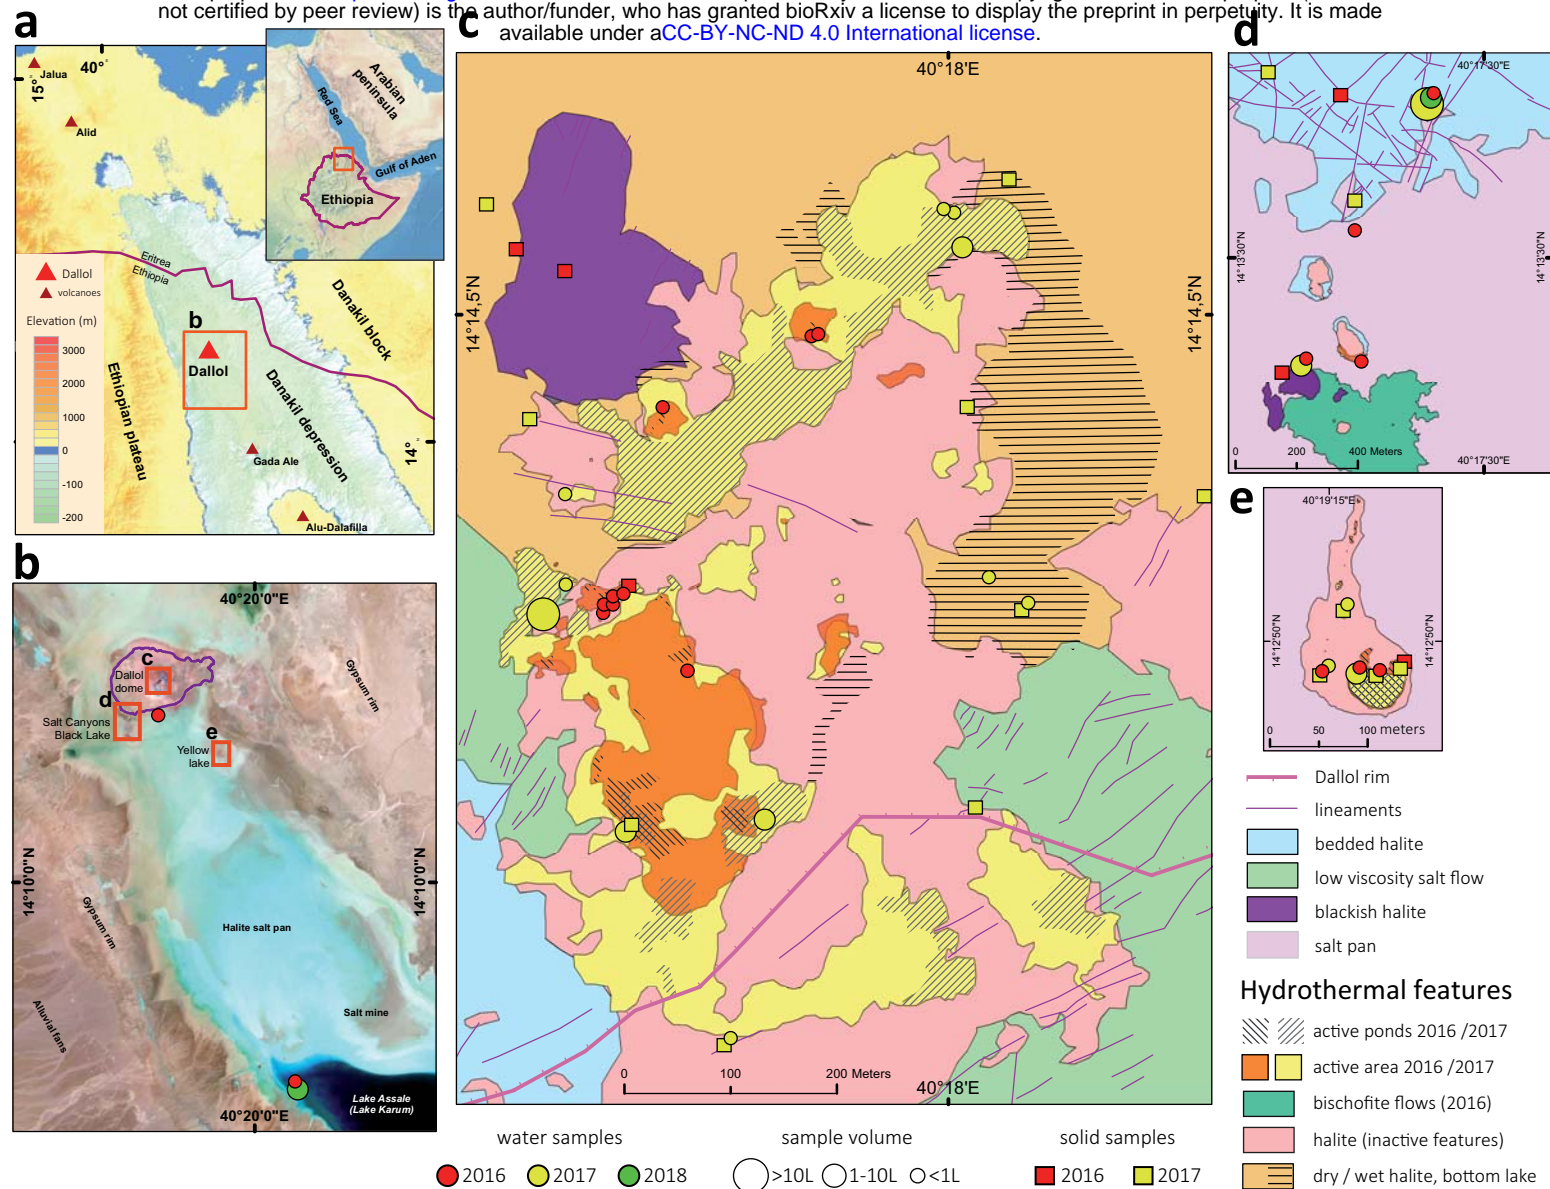 not certified by peer review) is the author/funder, who has granted bioRxiv a license to display the preprint in perpetuity. It is made
available under aCC-BY-NC-ND 4.0 International license.
a
40°
15°
Jalua
Alid
Arabian
peninsula
Red Sea
Gulf of Aden
Ethiopia
Eritrea
Ethiopia
Dallol
volcanoes
Elevation (m)
3000
2000
1000
0
-100
-200
b
Dallol
Danakil block
Ethiopian plateau
Danakil depression
14°
Gada Ale
Alu-Dalafilla
b
40°20'0"E
c
Dallol
dome
d
Salt Canyons
Black Lake
e
Yellow
lake
Gypsum rim
14°10'0"N
14°10'0"N
Gypsum rim
Halite salt pan
Alluvial fans
Salt mine
Lake Assale
(Lake Karum)
40°20'0"E
c
40°18'E
14°14,5'N
14°14,5'N
0
100
200 Meters
40°18'E
water samples
2016
2017
2018
sample volume
>10L
1-10L
<1L
solid samples
2016
2017
d
40°17'30"E
14°13'30"N
14°13'30"N
0
200
400 Meters
40°17'30"E
e
40°19'15"E
14°12'50"N
14°12'50"N
0
50
100 meters
Dallol rim
lineaments
bedded halite
low viscosity salt flow
blackish halite
salt pan
Hydrothermal features
active ponds 2016 /2017
active area 2016 /2017
bischofite flows (2016)
halite (inactive features)
dry / wet halite, bottom lake